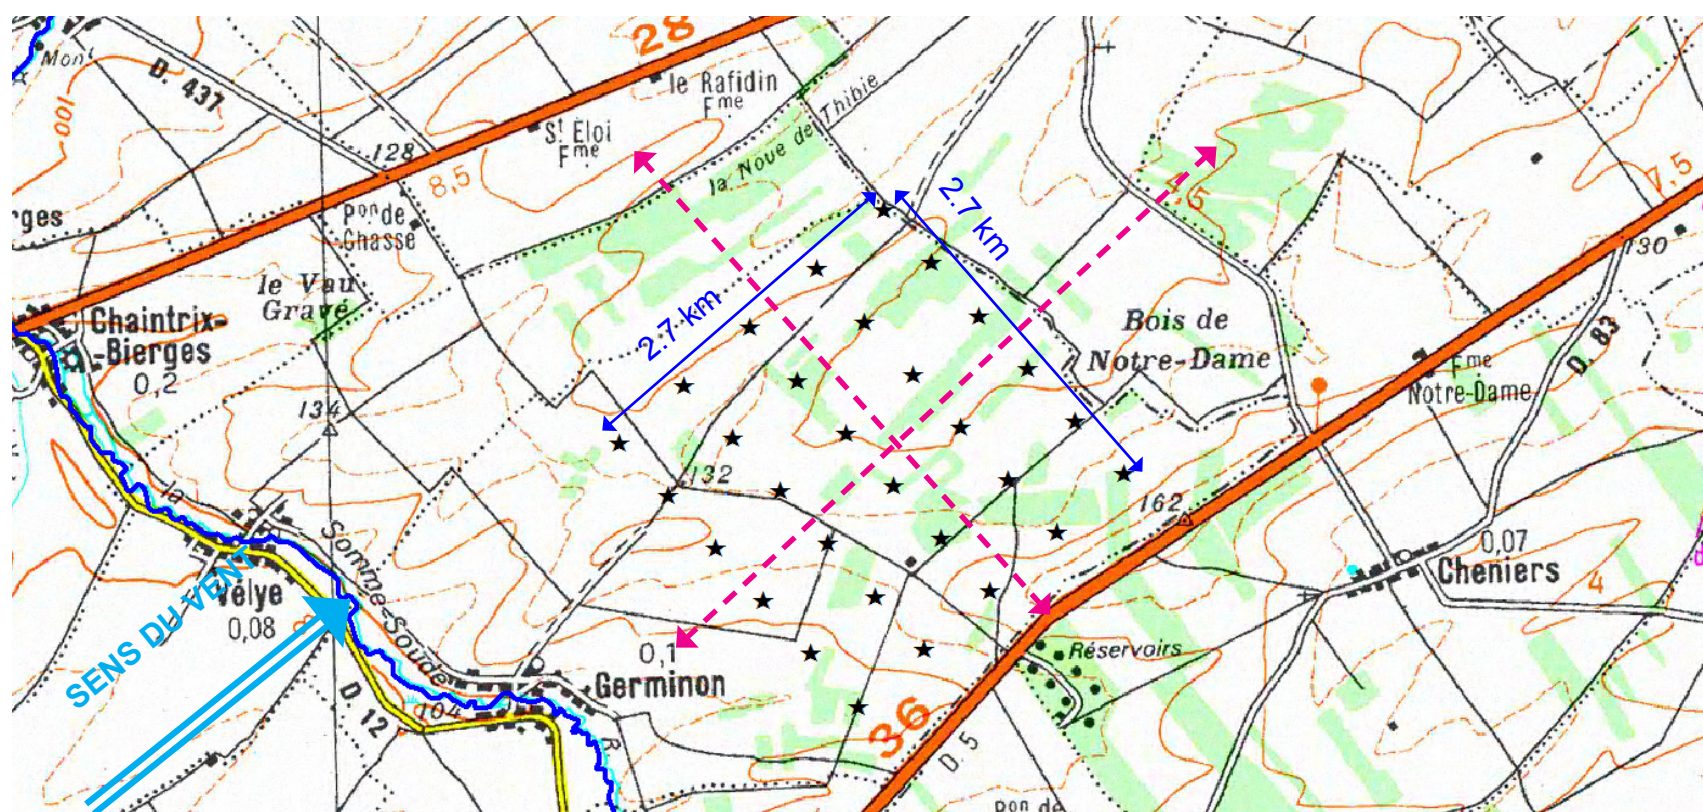 28
Mont
D. 437
le Rafidin
Fme
100
St Eloi
Fme
la Noue de Thibie
128
8,5
4,6
7,5
rges
Pon de
Chasse
2.7 km
130
le Vau
Gravé
Chaintrix-
-Bierges
0,2
2.7 km
Bois de
Notre-Dame
D. 83
Fme
Notre-Dame
134
132
162
la Somme-Soude
0,07
Cheniers
4
SENS DU VENT
Velye
0,08
0,1
Réservoirs
Germinon
104
D. 12
36
D. 5
Pon de